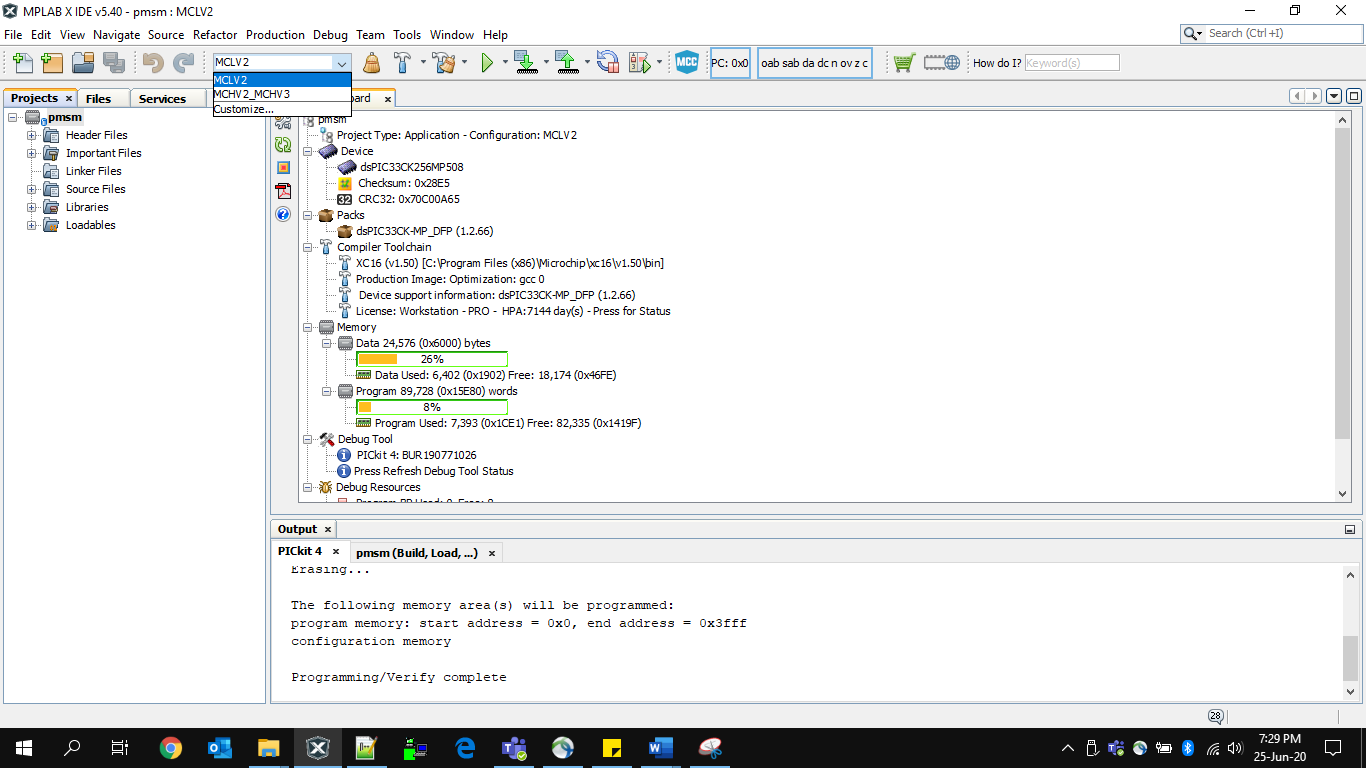 MPLAB X IDE v5.40 - pmsm : MCLV2
File Edit View Navigate Source Refactor Production Debug Team Tools Window Help
Search (Ctrl+I)
MCLV2
PC: 0x0
oab sab da dc n ov z c
How do I?
Keyword(s)
MCC
MCLV2
MCHV2_MCHV3
Customize...
Projects
Files
Services
oard
pmsm
Header Files
Important Files
Linker Files
Source Files
Libraries
Loadables
pmsm
Project Type: Application - Configuration: MCLV2
Device
dsPIC33CK256MP508
Checksum: 0x28E5
32 CRC32: 0x70C00A65
Packs
dsPIC33CK-MP_DFP (1.2.66)
Compiler Toolchain
XC16 (v1.50) [C:\Program Files (x86)\Microchip\xc16\v1.50\bin]
Production Image: Optimization: gcc 0
Device support information: dsPIC33CK-MP_DFP (1.2.66)
License: Workstation - PRO - HPA:7144 day(s) - Press for Status
Memory
Data 24,576 (0x6000) bytes
26%
Data Used: 6,402 (0x1902) Free: 18,174 (0x46FE)
Program 89,728 (0x15E80) words
8%
Program Used: 7,393 (0x1CE1) Free: 82,335 (0x1419F)
Debug Tool
PICkit 4: BUR190771026
Press Refresh Debug Tool Status
Debug Resources
Program BP Used: 0 Free: 0
Output
PICkit 4
pmsm (Build, Load, ...)
Erasing...
The following memory area(s) will be programmed:
program memory: start address = 0x0, end address = 0x3fff
configuration memory
Programming/Verify complete
28
7:29 PM
25-Jun-20